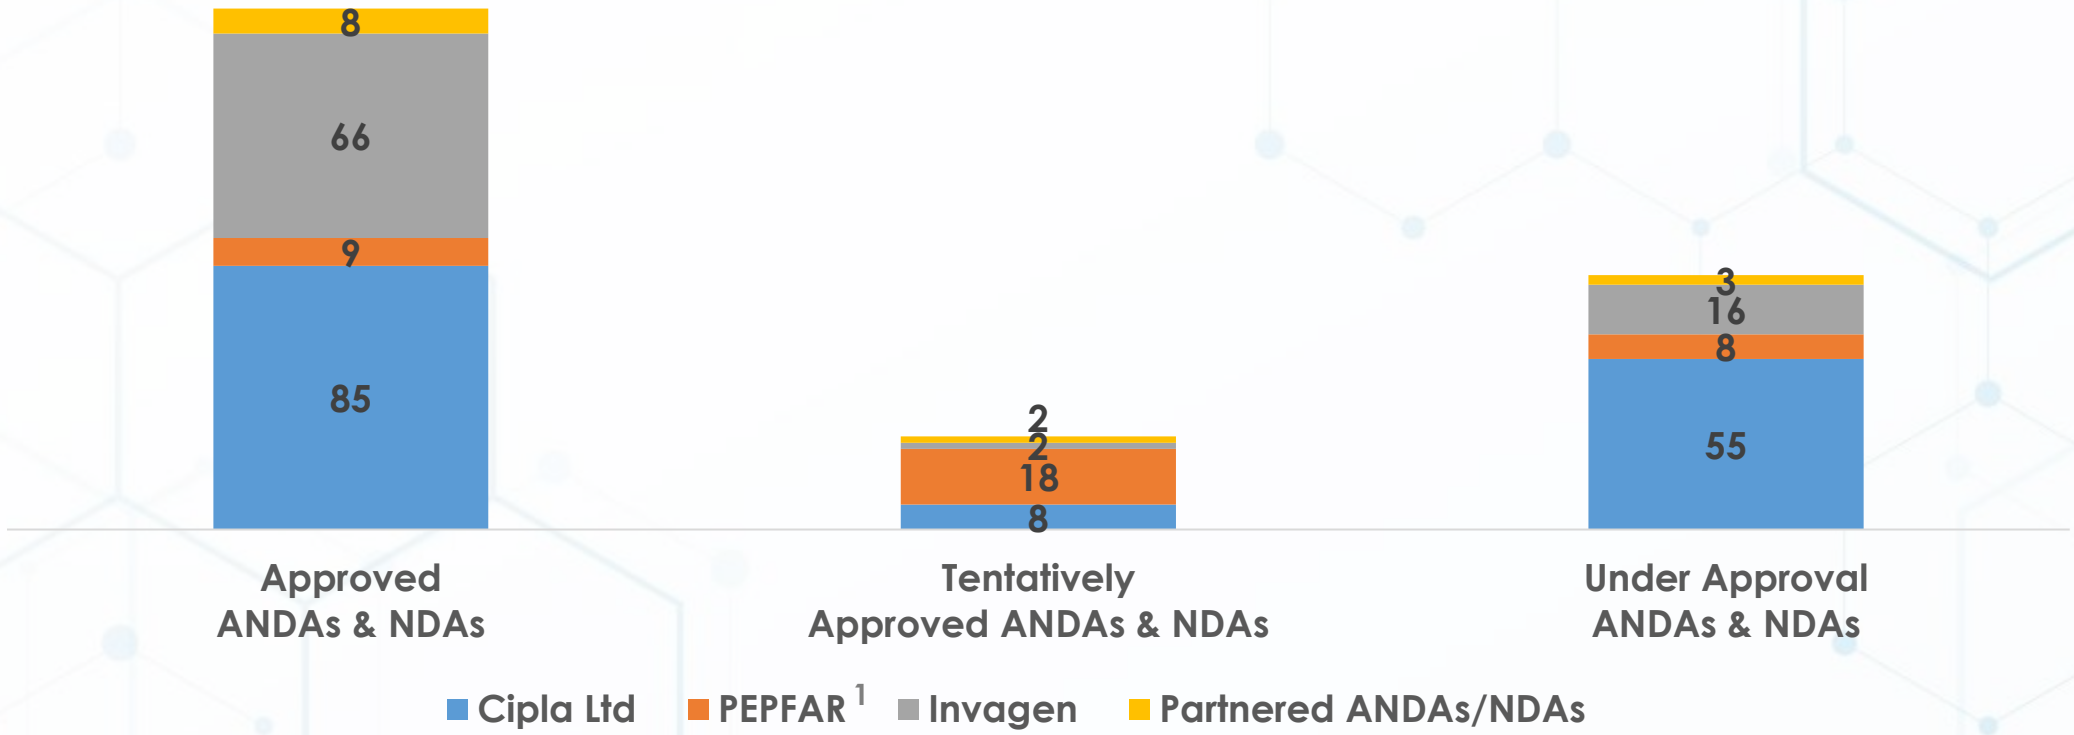 8
66
9
85
2
2
18
8
3
16
8
55
Approved
ANDAs & NDAs
Tentatively
Approved ANDAs & NDAs
Under Approval
ANDAs & NDAs
Cipla Ltd PEPFAR 1 Invagen Partnered ANDAs/NDAs